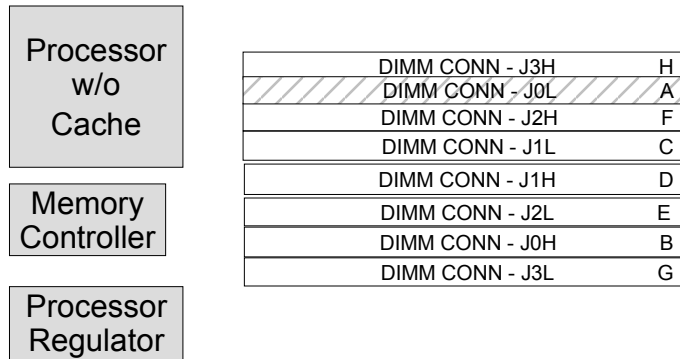 Processor
w/o
Cache
DIMM CONN - J3H H
DIMM CONN - J0L A
DIMM CONN - J2H F
DIMM CONN - J1L C
DIMM CONN - J1H D
Memory
Controller
DIMM CONN - J2L E
DIMM CONN - J0H B
DIMM CONN - J3L G
Processor
Regulator